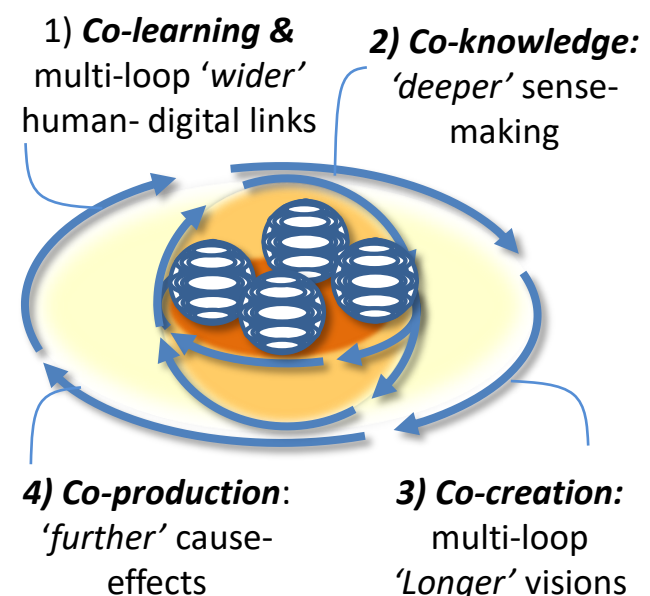 1) Co-learning &
multi-loop ‘wider’
human- digital links
2) Co-knowledge:
‘deeper’ sense-
making
4) Co-production:
‘further’ cause-
effects
3) Co-creation:
multi-loop
‘Longer’ visions